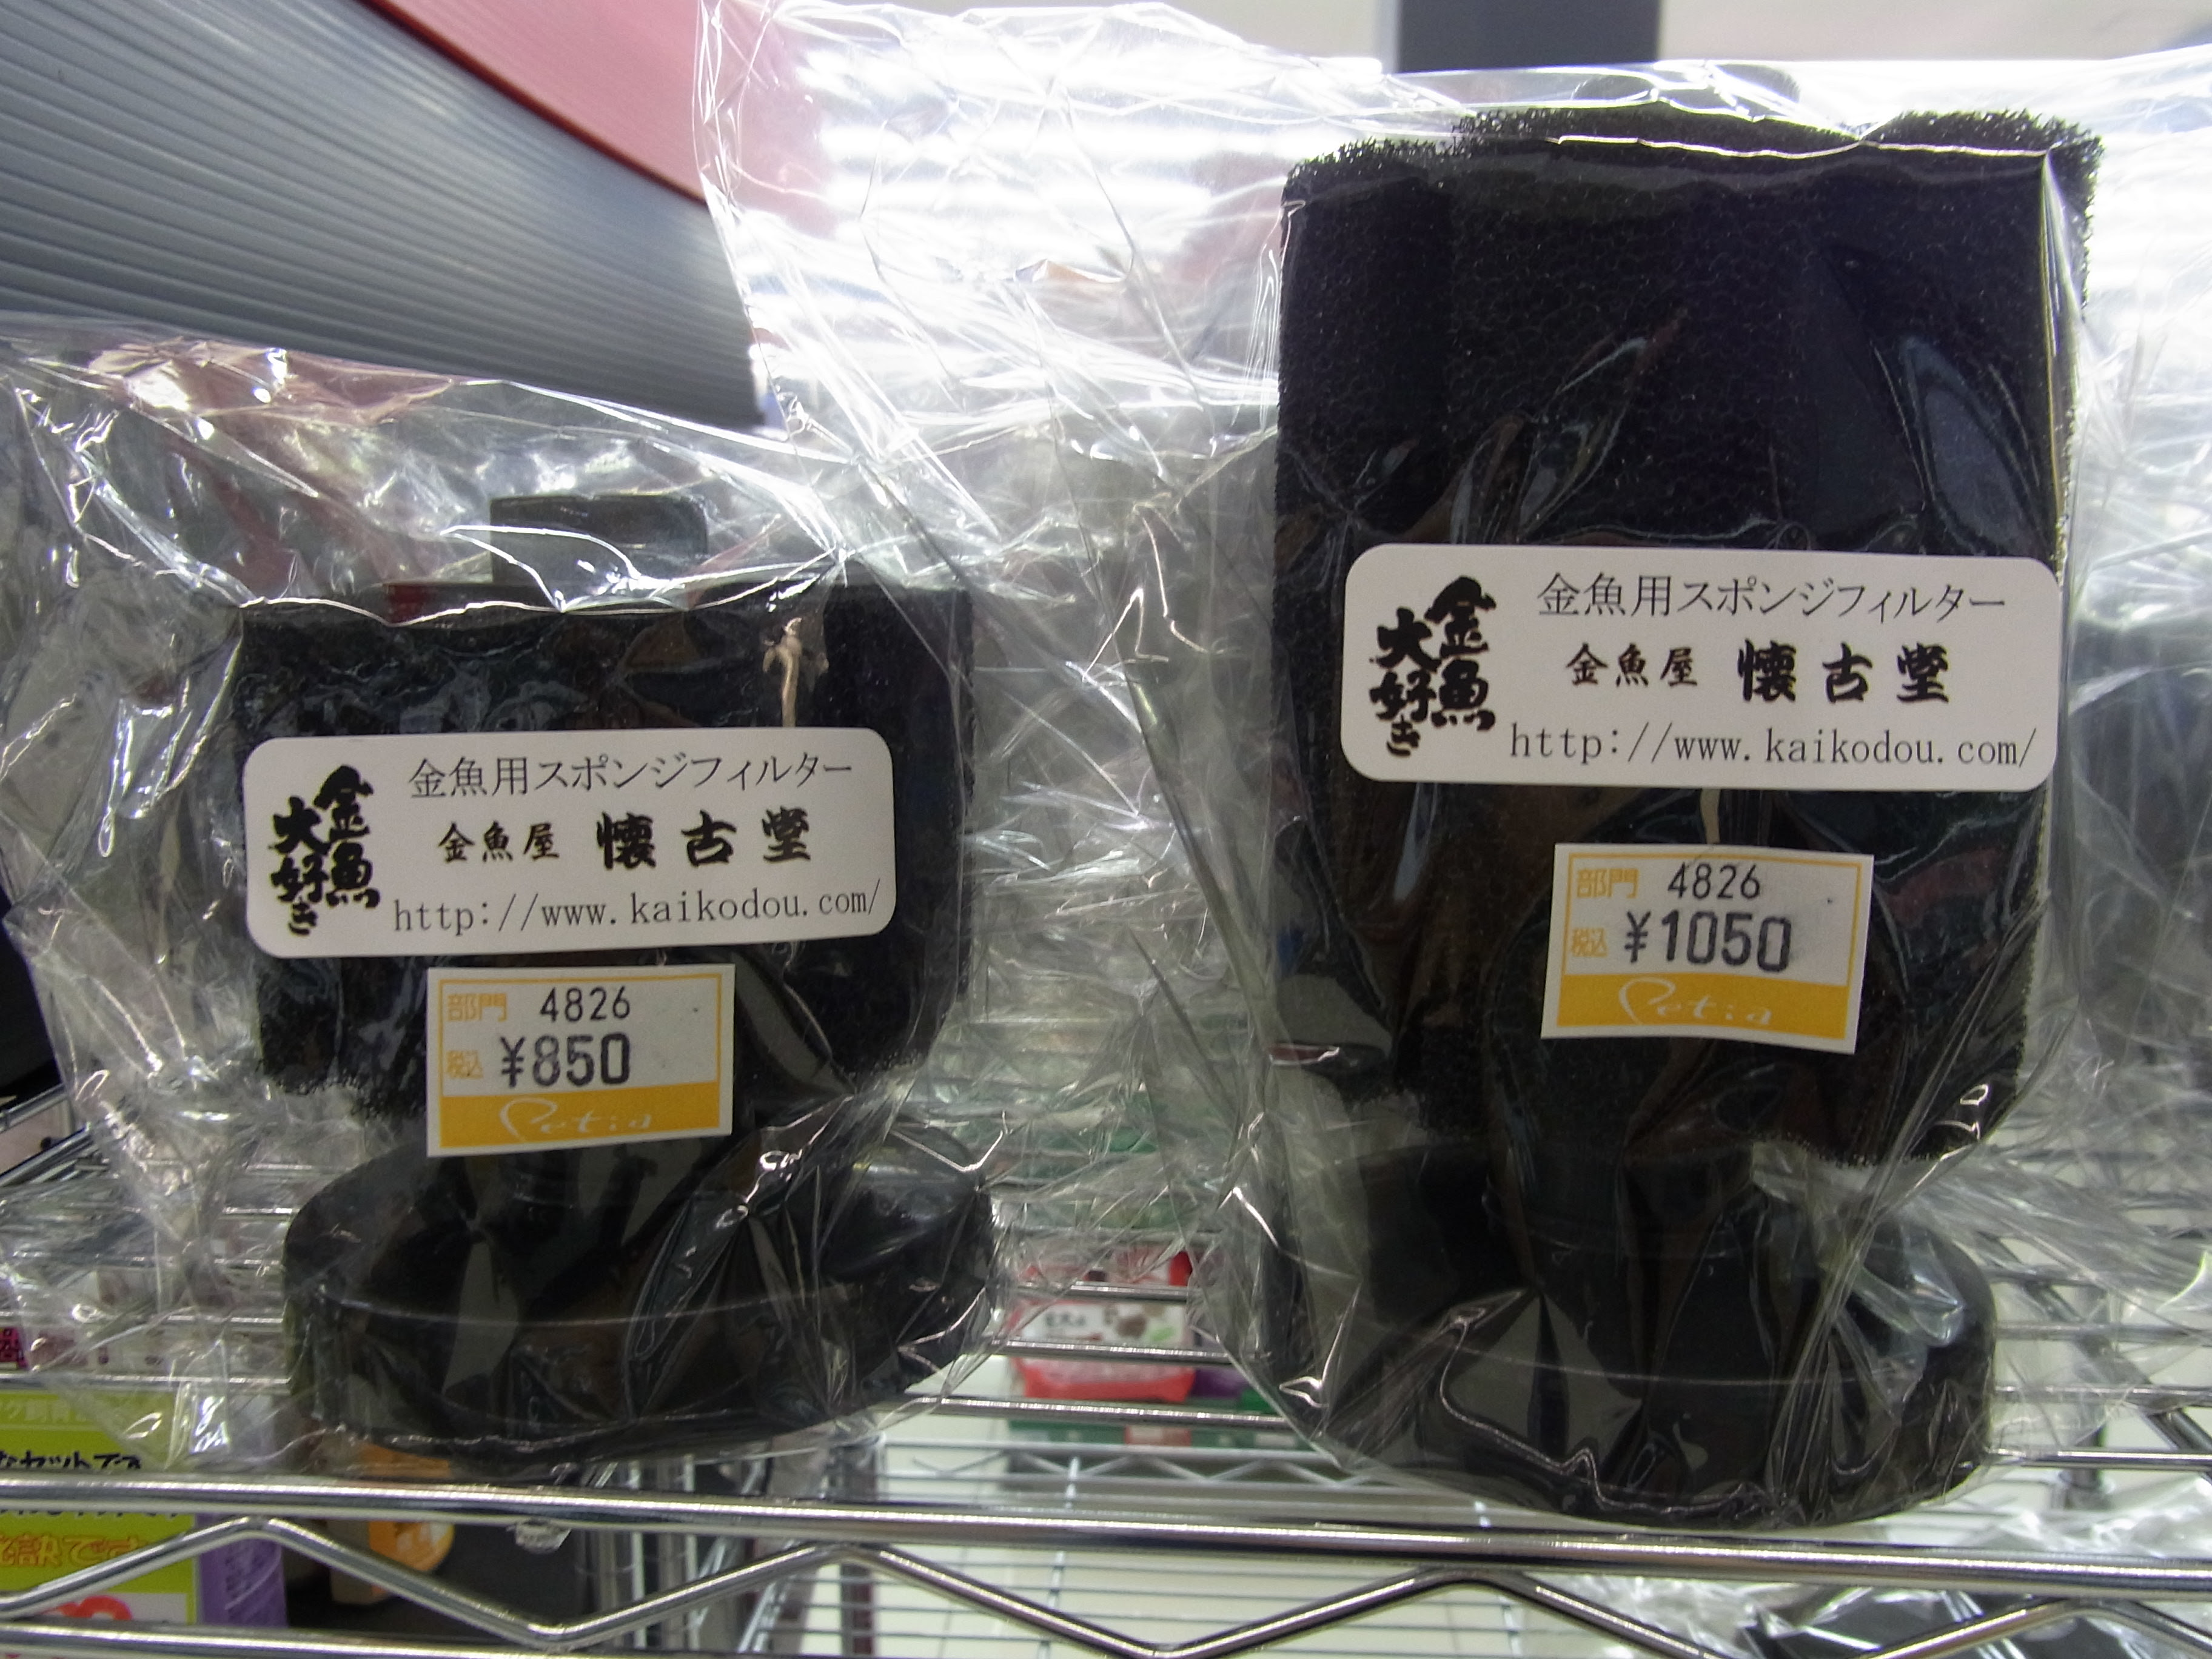 金魚大好き
金魚用スポンジフィルター
金魚屋 懐古堂
http://www.kaikodou.com/
部門 4826
税込 ¥850
Petia
金魚大好き
金魚用スポンジフィルター
金魚屋 懐古堂
http://www.kaikodou.com/
部門 4826
税込 ¥1050
Petia